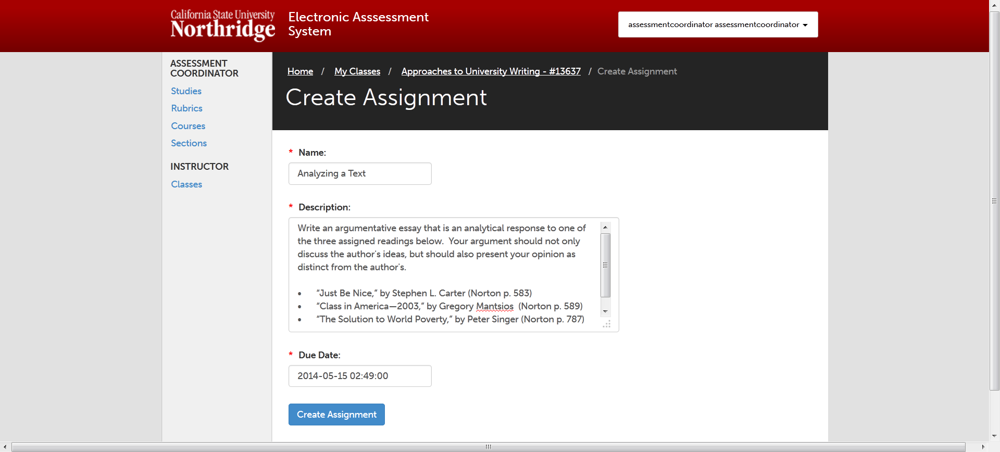 California State University
Northridge
Electronic Asssessment
System
assessmentcoordinator assessmentcoordinator
ASSESSMENT
COORDINATOR
Studies
Rubrics
Courses
Sections
INSTRUCTOR
Classes
Home / My Classes / Approaches to University Writing - #13637 / Create Assignment
Create Assignment
* Name:
Analyzing a Text
* Description:
Write an argumentative essay that is an analytical response to one of
the three assigned readings below.  Your argument should not only
discuss the author's ideas, but should also present your opinion as
distinct from the author's.
• “Just Be Nice,” by Stephen L. Carter (Norton p. 583)
• “Class in America—2003,” by Gregory Mantsios  (Norton p. 589)
• “The Solution to World Poverty,” by Peter Singer (Norton p. 787)
* Due Date:
2014-05-15 02:49:00
Create Assignment